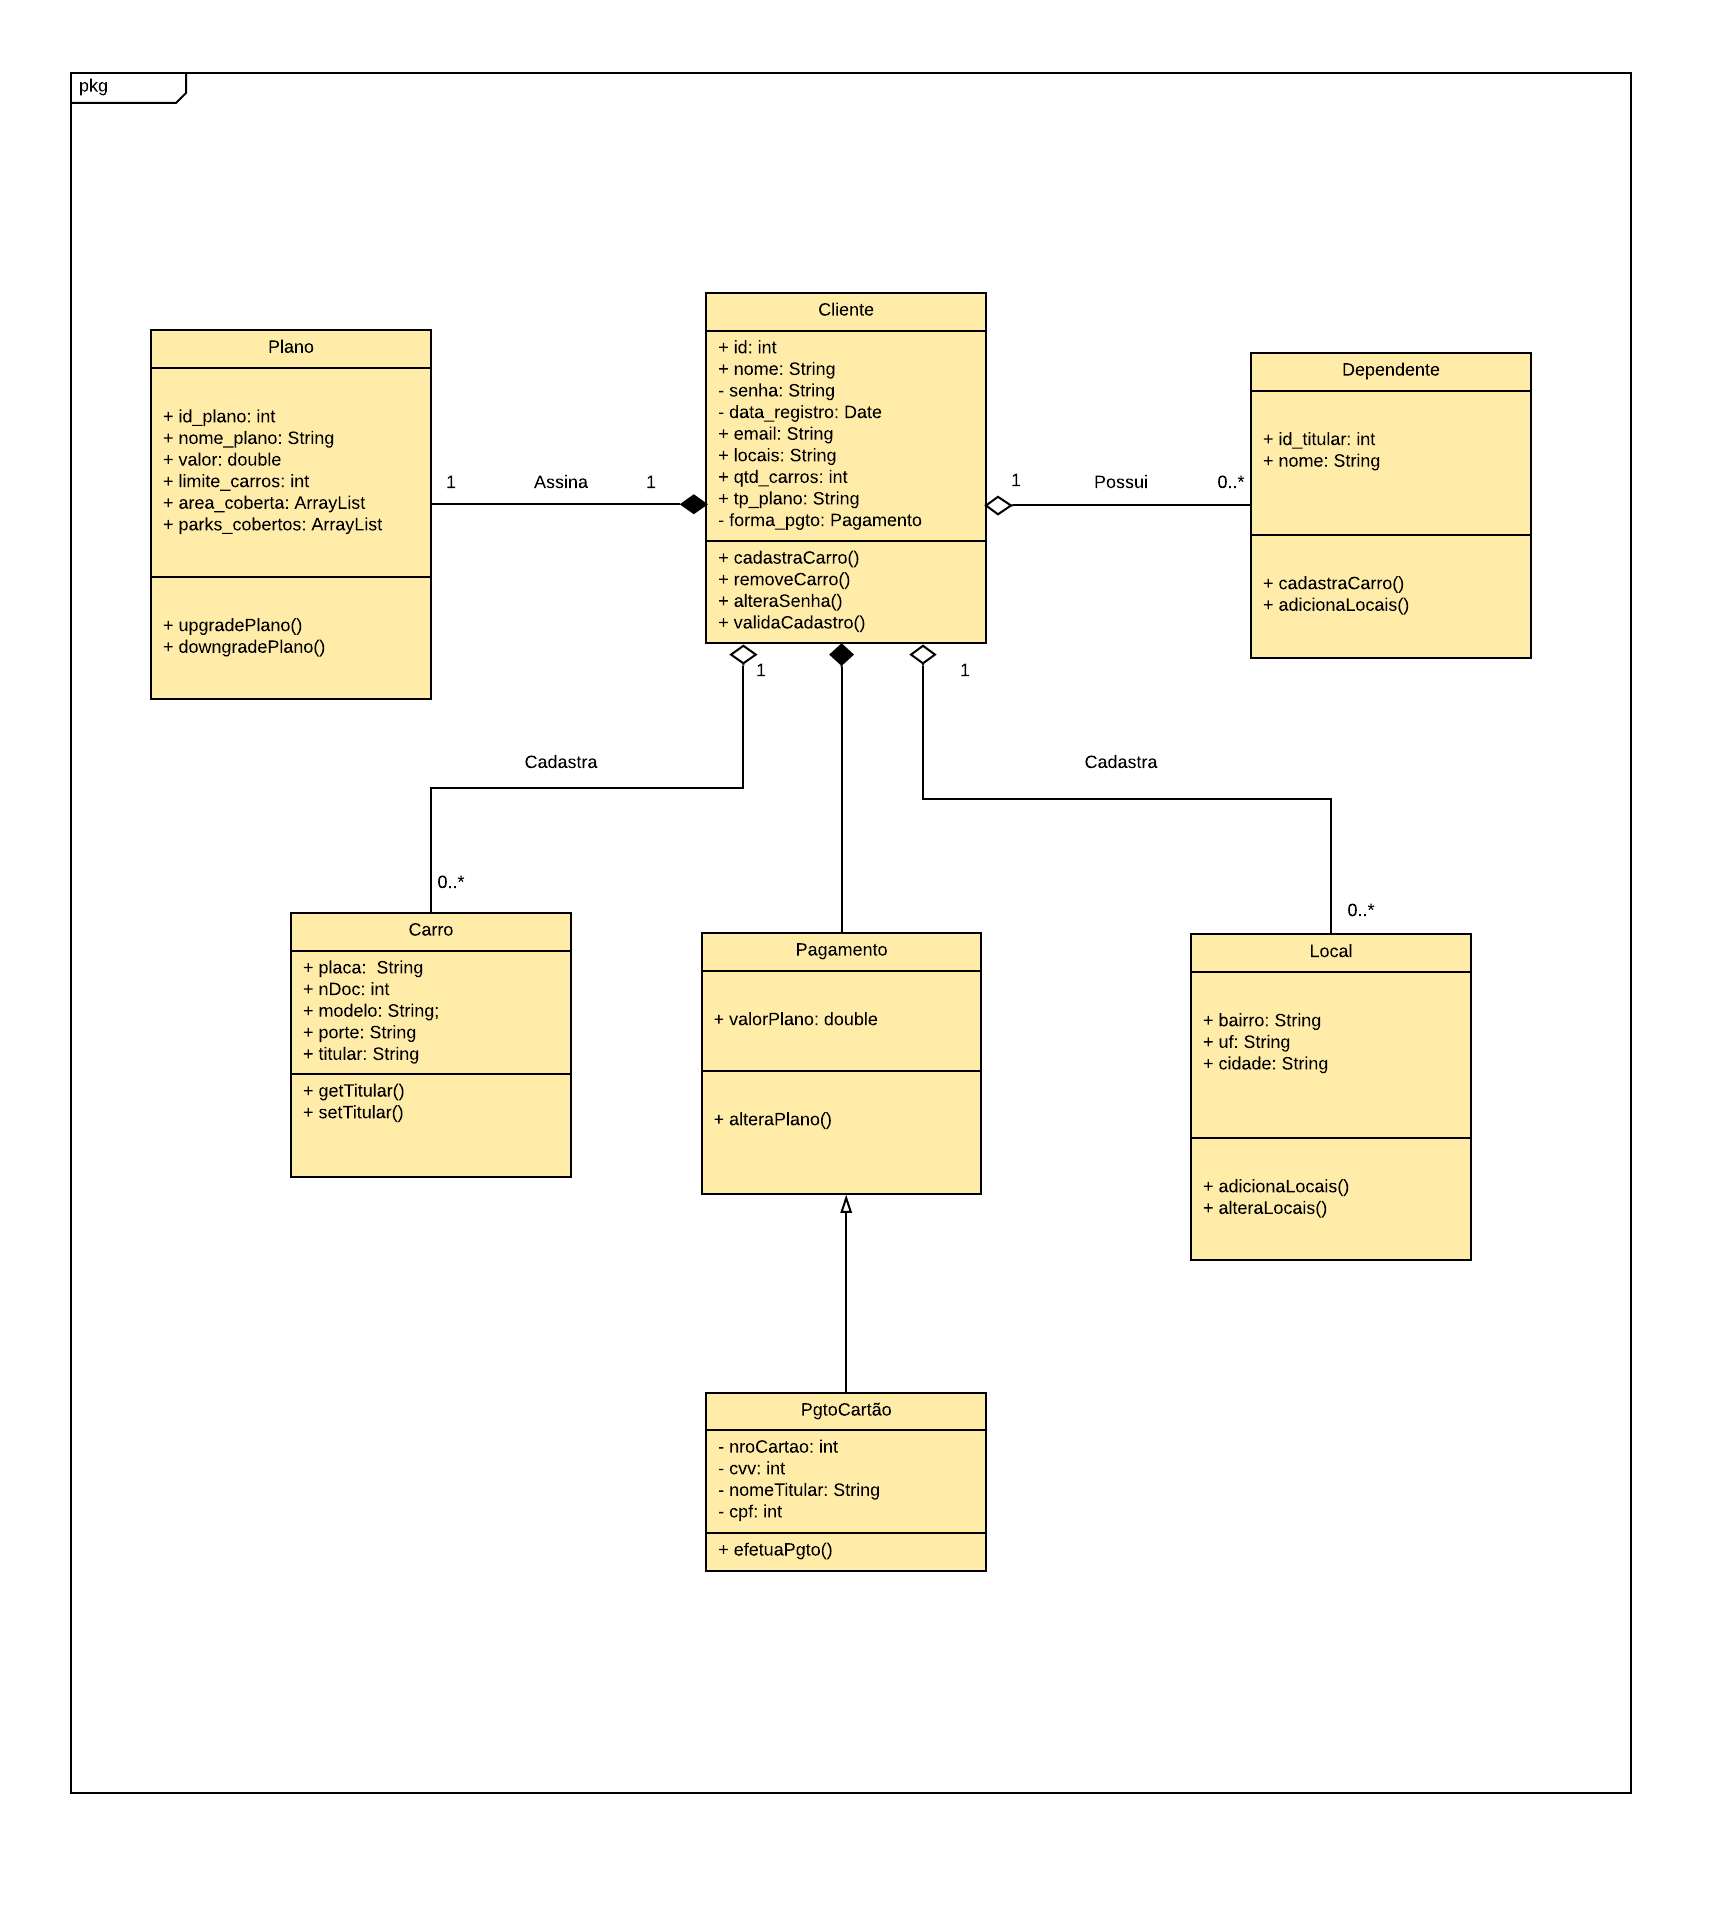 pkg
Cliente
+ id: int
+ nome: String
- senha: String
- data_registro: Date
+ email: String
+ locais: String
+ qtd_carros: int
+ tp_plano: String
- forma_pgto: Pagamento
+ cadastraCarro()
+ removeCarro()
+ alteraSenha()
+ validaCadastro()
Plano
+ id_plano: int
+ nome_plano: String
+ valor: double
+ limite_carros: int
+ area_coberta: ArrayList
+ parks_cobertos: ArrayList
+ upgradePlano()
+ downgradePlano()
1
Assina
1
1
Possui
0..*
Dependente
+ id_titular: int
+ nome: String
+ cadastraCarro()
+ adicionaLocais()
1
1
Cadastra
Cadastra
0..*
0..*
Carro
+ placa:  String
+ nDoc: int
+ modelo: String;
+ porte: String
+ titular: String
+ getTitular()
+ setTitular()
Pagamento
+ valorPlano: double
+ alteraPlano()
Local
+ bairro: String
+ uf: String
+ cidade: String
+ adicionaLocais()
+ alteraLocais()
PgtoCartão
- nroCartao: int
- cvv: int
- nomeTitular: String
- cpf: int
+ efetuaPgto()